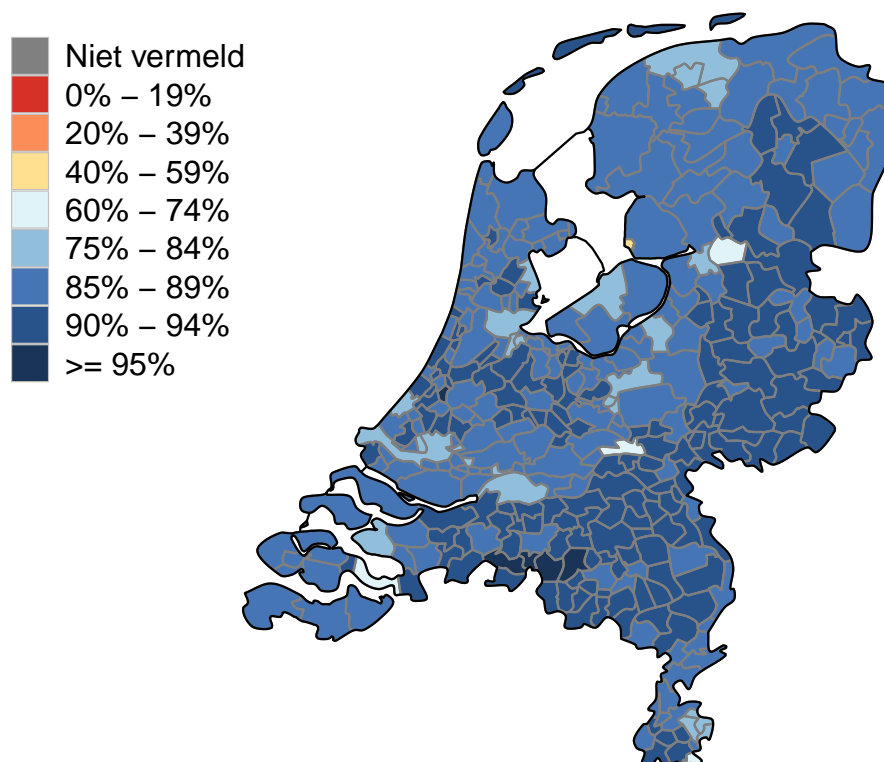 Niet vermeld
0% – 19%
20% – 39%
40% – 59%
60% – 74%
75% – 84%
85% – 89%
90% – 94%
>= 95%